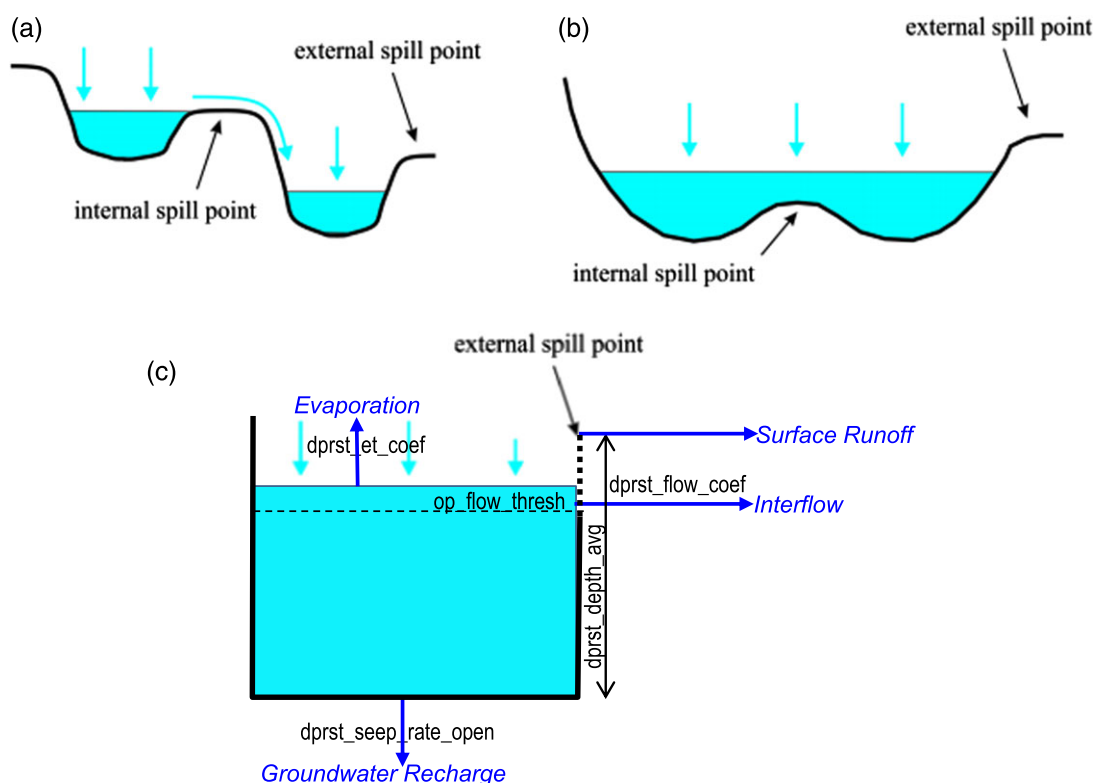 (a)
external spill point
internal spill point
(b)
external spill point
internal spill point
(c)
external spill point
Evaporation
dprst_et_coef
Surface Runoff
dprst_flow_coef
op_flow_thresh
Interflow
dprst_depth_avg
dprst_seep_rate_open
Groundwater Recharge